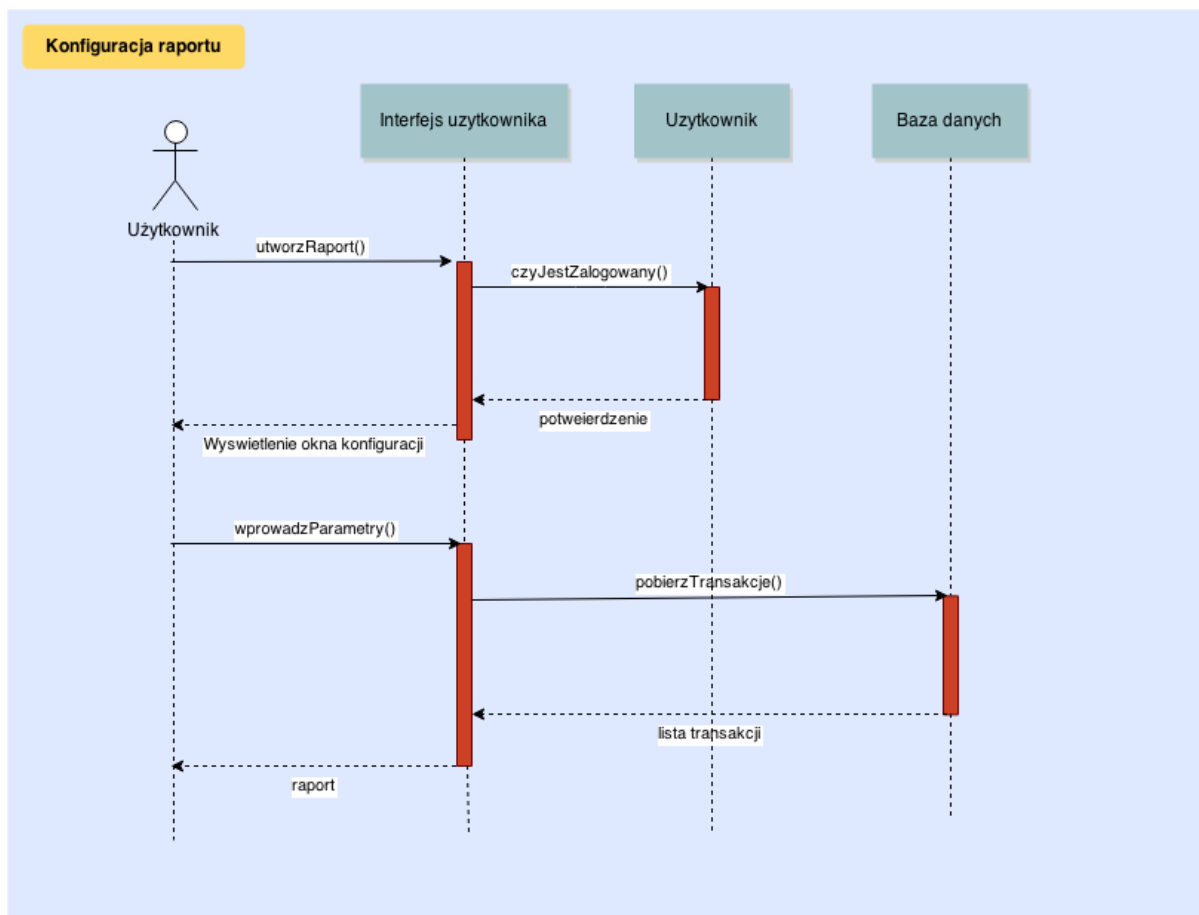 Konfiguracja raportu
Interfejs uzytkownika
Uzytkownik
Baza danych
Użytkownik
utworzRaport()
czyJestZalogowany()
potweierdzenie
Wyswietlenie okna konfiguracji
wprowadzParametry()
pobierzTransakcje()
lista transakcji
raport